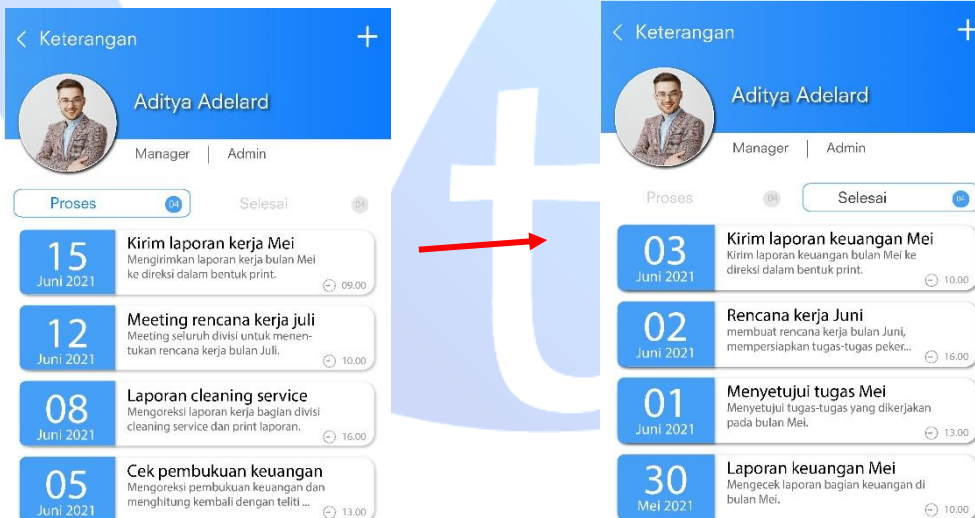 Keterangan
Aditya Adelard
Manager | Admin
Proses 04 Selesai 04
15
Juni 2021
Kirim laporan kerja Mei
Mengirimkan laporan kerja bulan Mei
ke direksi dalam bentuk print.
09.00
12
Juni 2021
Meeting rencana kerja juli
Meeting seluruh divisi untuk menen-
tukan rencana kerja bulan Juli.
10.00
08
Juni 2021
Laporan cleaning service
Mengoreksi laporan kerja bagian divisi
cleaning service dan print laporan.
16.00
05
Juni 2021
Cek pembukuan keuangan
Mengoreksi pembukuan keuangan dan
menghitung kembali dengan teliti ...
13.00
t
Keterangan
Aditya Adelard
Manager | Admin
Proses 04 Selesai 04
03
Juni 2021
Kirim laporan keuangan Mei
Kirim laporan keuangan bulan Mei ke
direksi dalam bentuk print.
10.00
02
Juni 2021
Rencana kerja Juni
membuat rencana kerja bulan Juni,
mempersiapkan tugas-tugas peker...
16.00
01
Juni 2021
Menyetujui tugas Mei
Menyetujui tugas-tugas yang dikerjakan
pada bulan Mei.
13.00
30
Mei 2021
Laporan keuangan Mei
Mengecek laporan bagian keuangan di
bulan Mei.
10.00